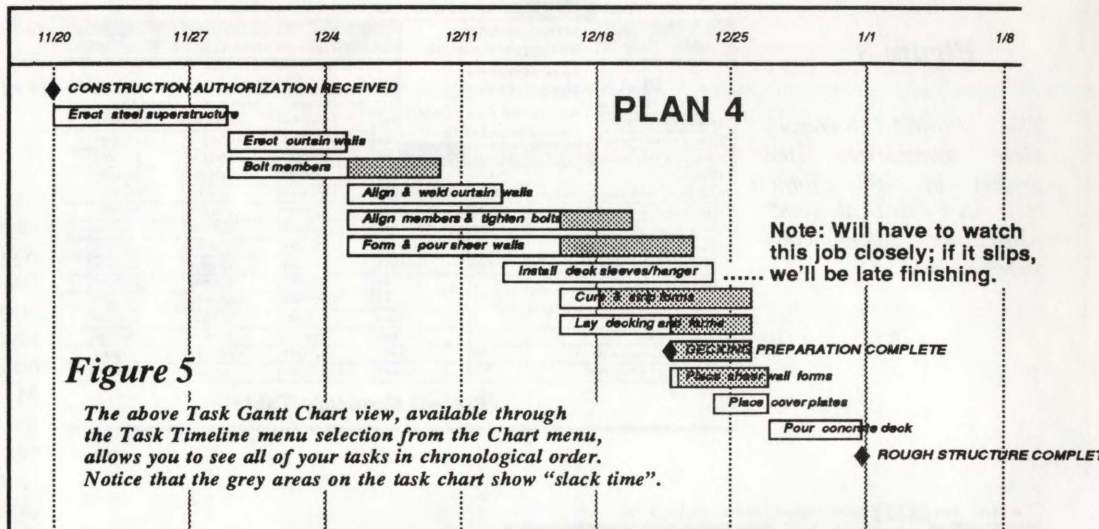 11/20 11/27 12/4 12/11 12/18 12/25 1/1 1/8
CONSTRUCTION AUTHORIZATION RECEIVED
PLAN 4
Erect steel superstructure
Erect curtain walls
Bolt members
Align & weld curtain walls
Align members & tighten bolts
Form & pour sheer walls
Note: Will have to watch
this job closely; if it slips,
we'll be late finishing.
Install deck sleeves/hanger
Cure & strip forms
Lay decking and forms
PREPARATION COMPLETE
Place sheer wall forms
Place cover plates
Pour concrete deck
ROUGH STRUCTURE COMPLET
Figure 5
The above Task Gantt Chart view, available through
the Task Timeline menu selection from the Chart menu,
allows you to see all of your tasks in chronological order.
Notice that the grey areas on the task chart show “slack time”.